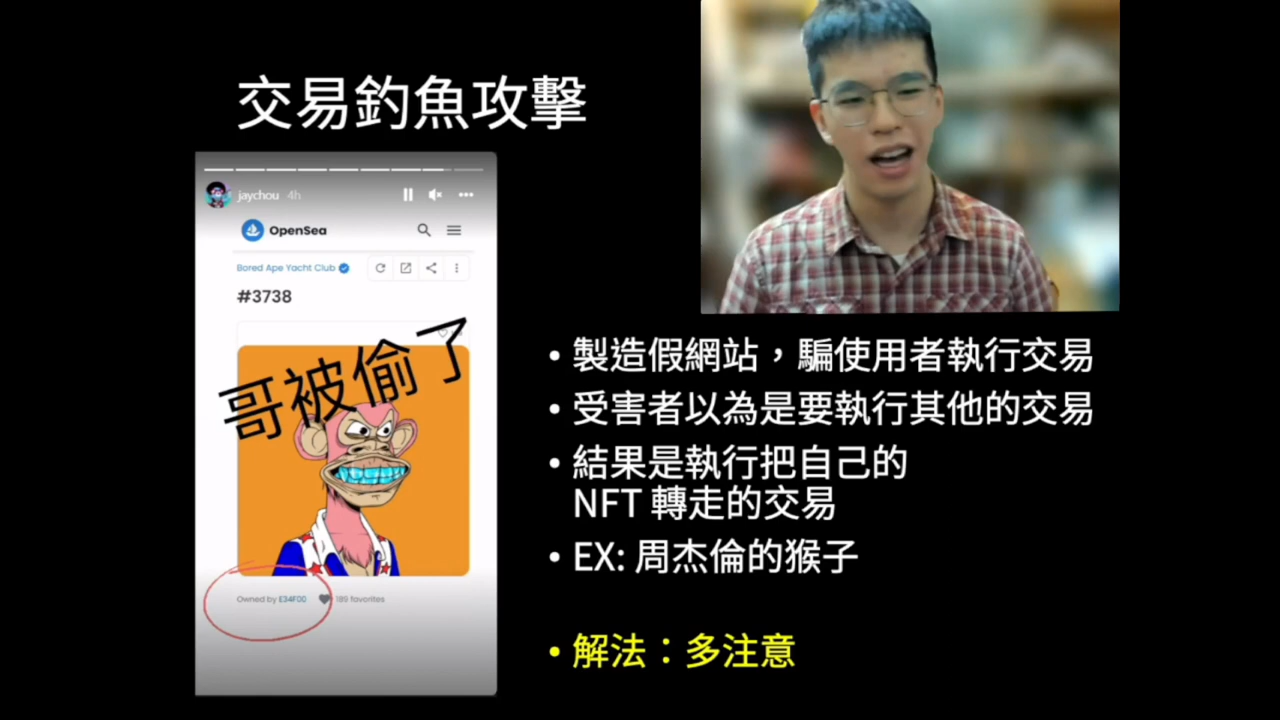 交易釣魚攻擊
jaychou 4h
OpenSea
Bored Ape Yacht Club
#3738
哥被偷了
Owned by E34F00 189 favorites
• 製造假網站，騙使用者執行交易
• 受害者以為是要執行其他的交易
• 結果是執行把自己的
NFT 轉走的交易
• EX: 周杰倫的猴子
• 解法：多注意